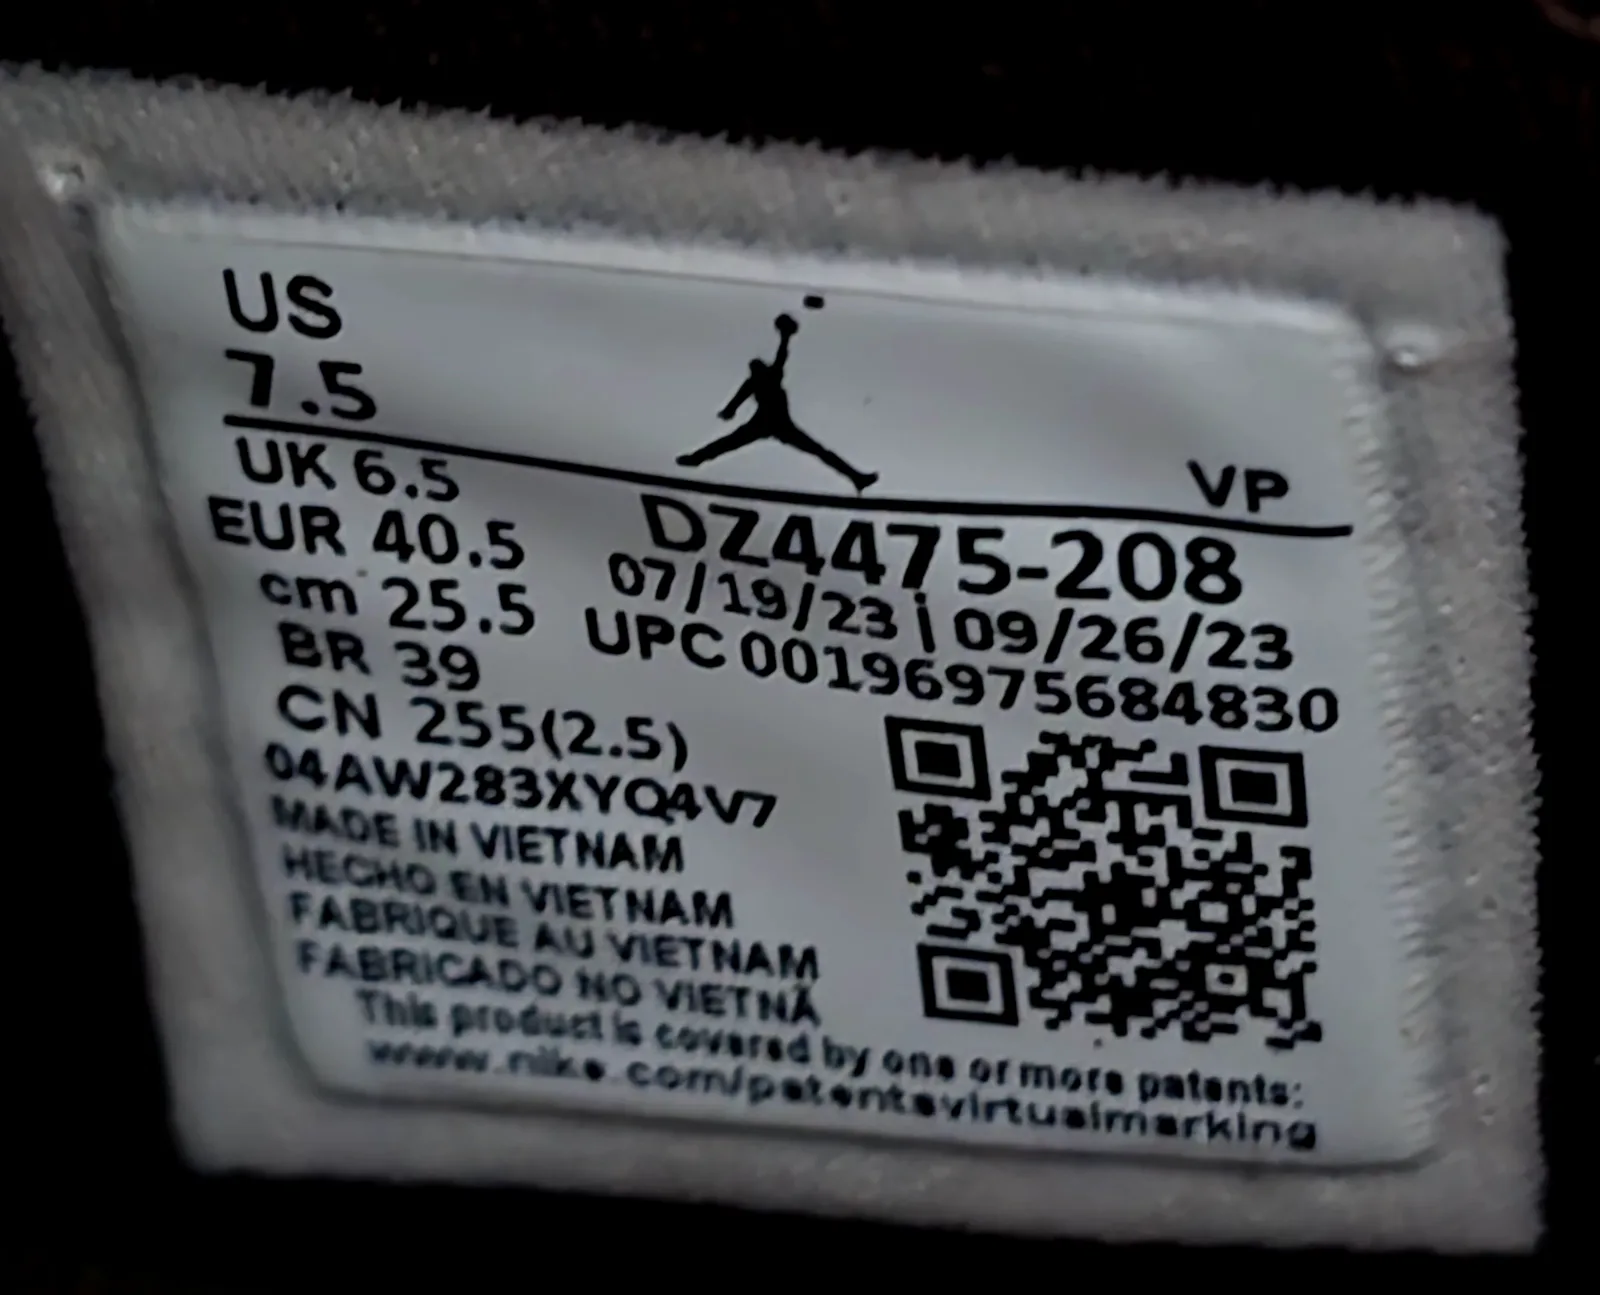 US
7.5
VP
UK 6.5
EUR 40.5
cm 25.5
BR 39
CN 255(2.5)
DZ4475-208
07/19/23 | 09/26/23
UPC 00196975684830
04AW283XYQ4V7
MADE IN VIETNAM
HECHO EN VIETNAM
FABRIQUE AU VIETNAM
FABRICADO NO VIETNÃ
This product is covered by one or more patents:
www.nike.com/patentsvirtualmarking